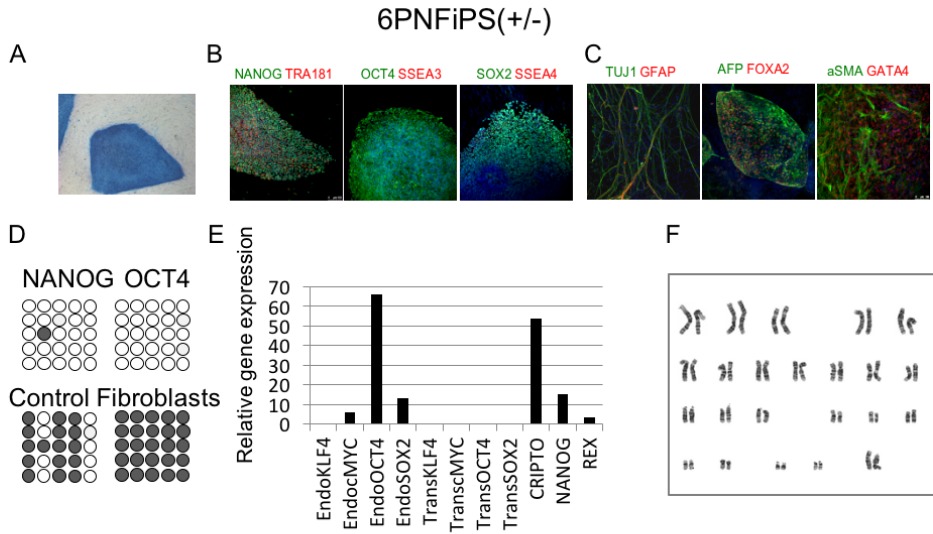 6PNFiPS(+/-)
A
B
C
NANOG TRA181
OCT4 SSEA3
SOX2 SSEA4
TUJ1 GFAP
AFP FOXA2
aSMA GATA4
D
E
F
NANOG OCT4
Control Fibroblasts
Relative gene expression
70
60
50
40
30
20
10
0
EndoKLF4
EndocMYC
EndoOCT4
EndoSOX2
TransKLF4
TranscMYC
TransOCT4
TransSOX2
CRIPTO
NANOG
REX